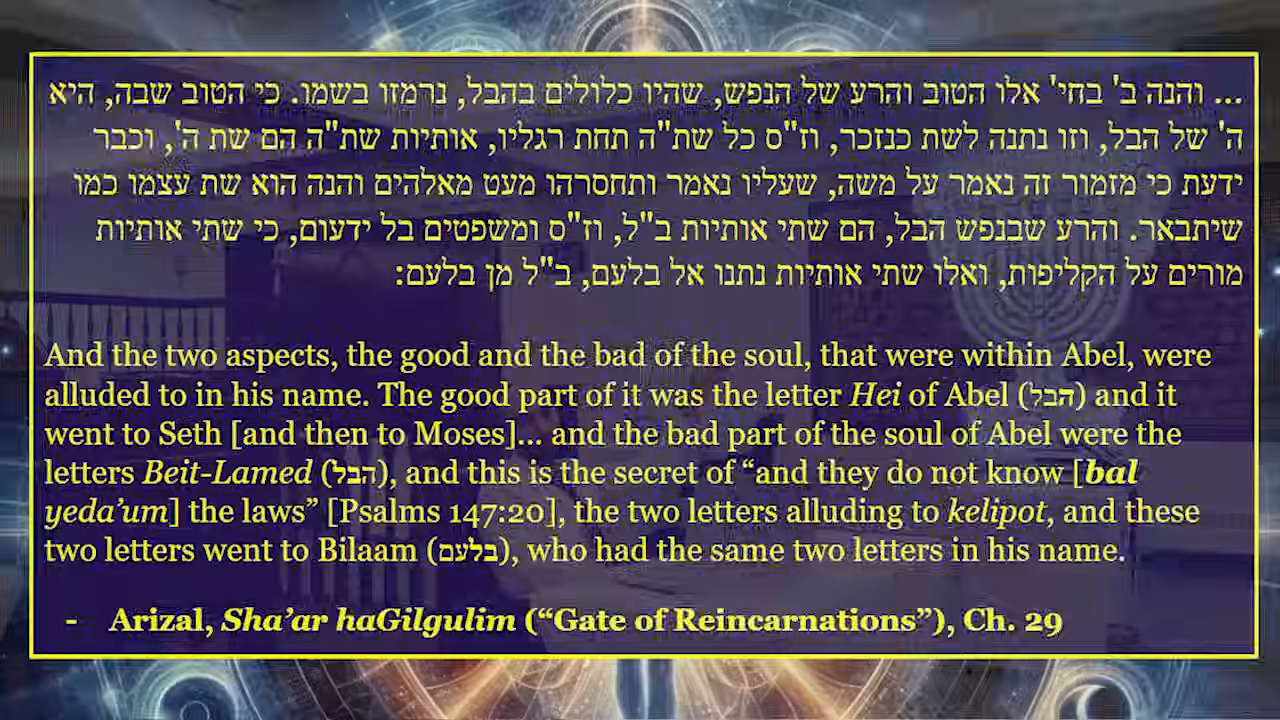 ... והנה ב' בחי' אלו הטוב והרע של הנפש, שהיו כלולים בהבל, נרמזו בשמו. כי הטוב שבה, היא
ה' של הבל, וזו נתנה לשת כנזכר, וז"ס כל שת"ה תחת רגליו, אותיות שת"ה הם שת ה', וכבר
ידעת כי מזמור זה נאמר על משה, שעליו נאמר ותחסרהו מעט מאלהים והנה הוא שת עצמו כמו
שיתבאר. והרע שבנפש הבל, הם שתי אותיות ב"ל, וז"ס ומשפטים בל ידעום, כי שתי אותיות
מורים על הקליפות, ואלו שתי אותיות נתנו אל בלעם, ב"ל מן בלעם:
And the two aspects, the good and the bad of the soul, that were within Abel, were
alluded to in his name. The good part of it was the letter Hei of Abel (הבל) and it
went to Seth [and then to Moses]... and the bad part of the soul of Abel were the
letters Beit-Lamed (הבל), and this is the secret of “and they do not know [bal
yeda’um] the laws” [Psalms 147:20], the two letters alluding to kelipot, and these
two letters went to Bilaam (בלעם), who had the same two letters in his name.
- Arizal, Sha’ar haGilgulim (“Gate of Reincarnations”), Ch. 29